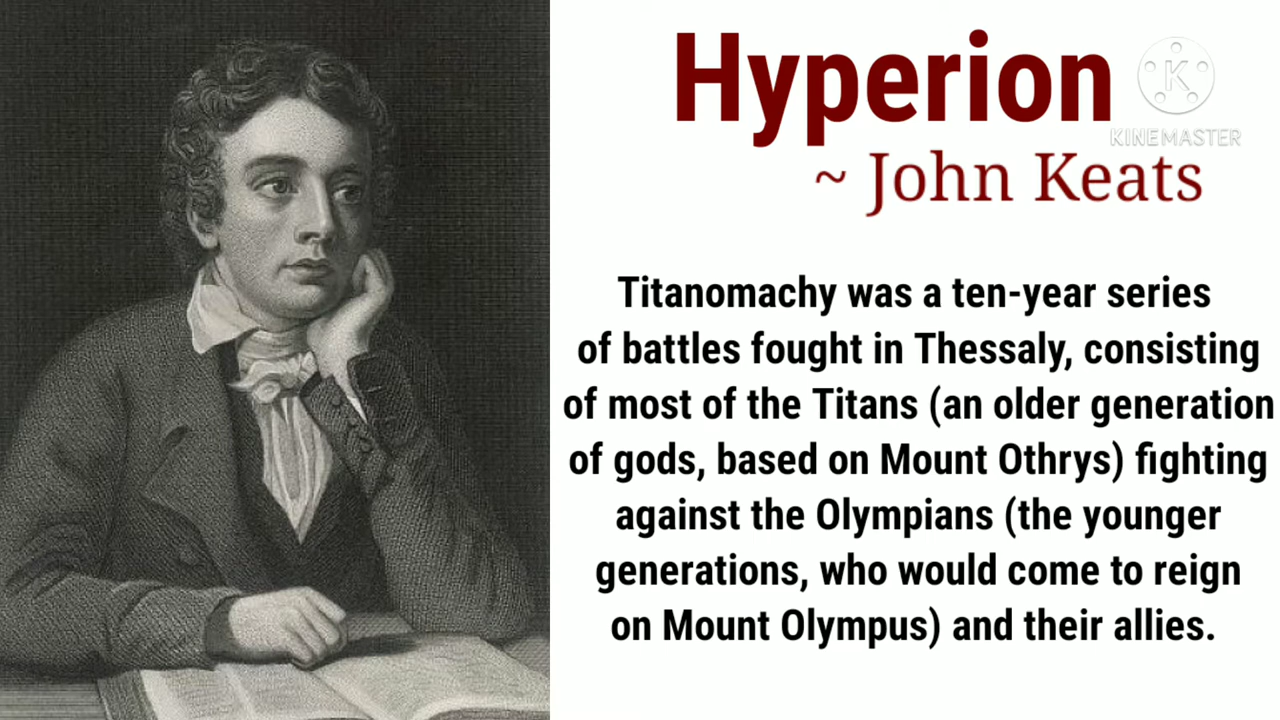 Hyperion
K
KINEMASTER
~ John Keats
Titanomachy was a ten-year series
of battles fought in Thessaly, consisting
of most of the Titans (an older generation
of gods, based on Mount Othrys) fighting
against the Olympians (the younger
generations, who would come to reign
on Mount Olympus) and their allies.